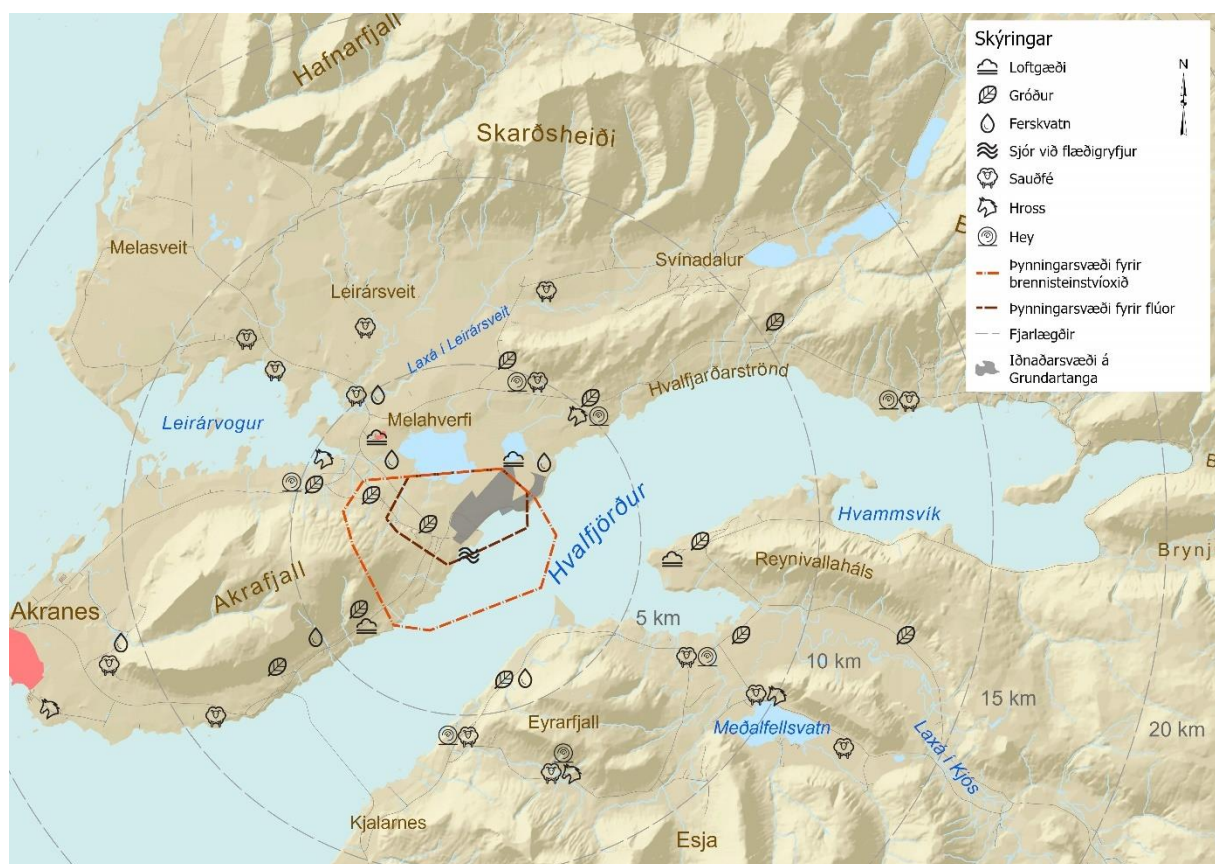 Hafnarfjall
Skarðsheiði
Melasveit
Leirársveit
Svínadalur
Laxá í Leirársveit
Hvalfjarðarströnd
Melahverfi
Leirárvogur
Hvalfjörður
Hvammsvík
Brynj
Reynivallaháls
Akrafjall
Akranes
5 km
10 km
15 km
20 km
Eyrarfjall
Meðalfellsvatn
Laxá í Kjós
Kjalarnes
Esja
Skýringar
N
Loftgæði
Gróður
Ferskvatn
Sjór við flæðigryfjur
Sauðfé
Hross
Hey
Þynningarsvæði fyrir
brennisteinstvíoxið
Þynningarsvæði fyrir flúor
Fjarlægðir
Iðnaðarsvæði á
Grundartanga